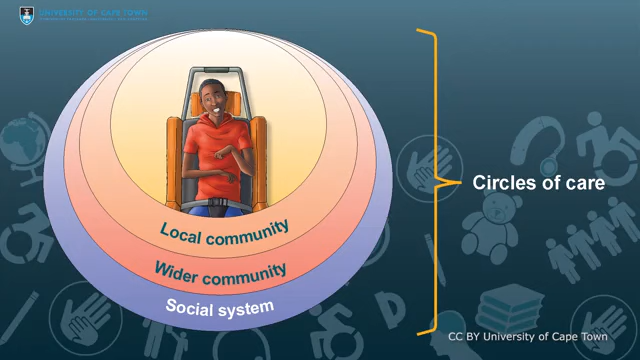 UNIVERSITY OF CAPE TOWN
Local community
Wider community
Social system
Circles of care
CC BY University of Cape Town